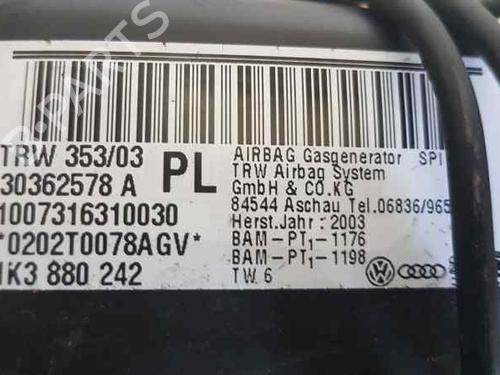 TRW 353/03
30362578 A
1007316310030
*0202T0078AGV*
1K3 880 242
PL
AIRBAG Gasgenerator SPI
TRW Airbag System
GmbH & CO.KG
84544 Aschau Tel.06836/965
Herst.Jahr : 2003
BAM-PT1-1176
BAM-PT1-1198
TW. 6